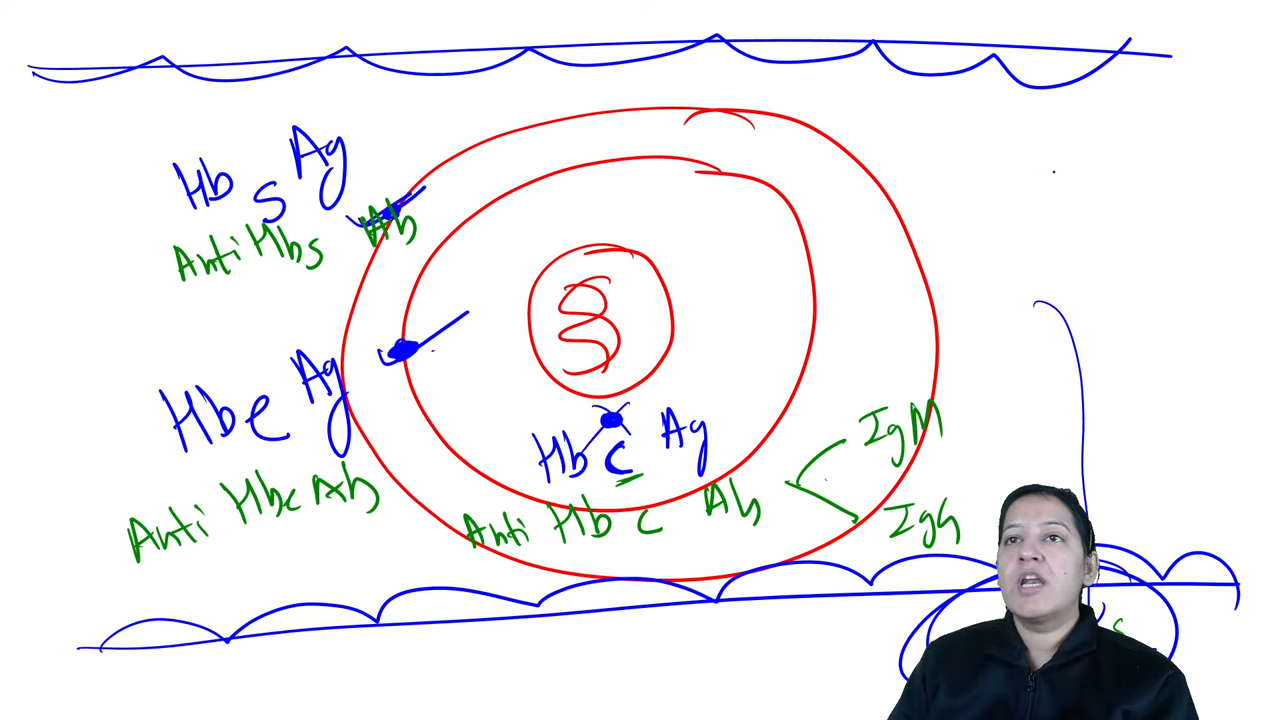 Hb s Ag
Anti Hbs Ab
Hbe Ag
Anti Hbe Ab
Hb c Ag
Anti Hb c Ab
IgM
IgG
s